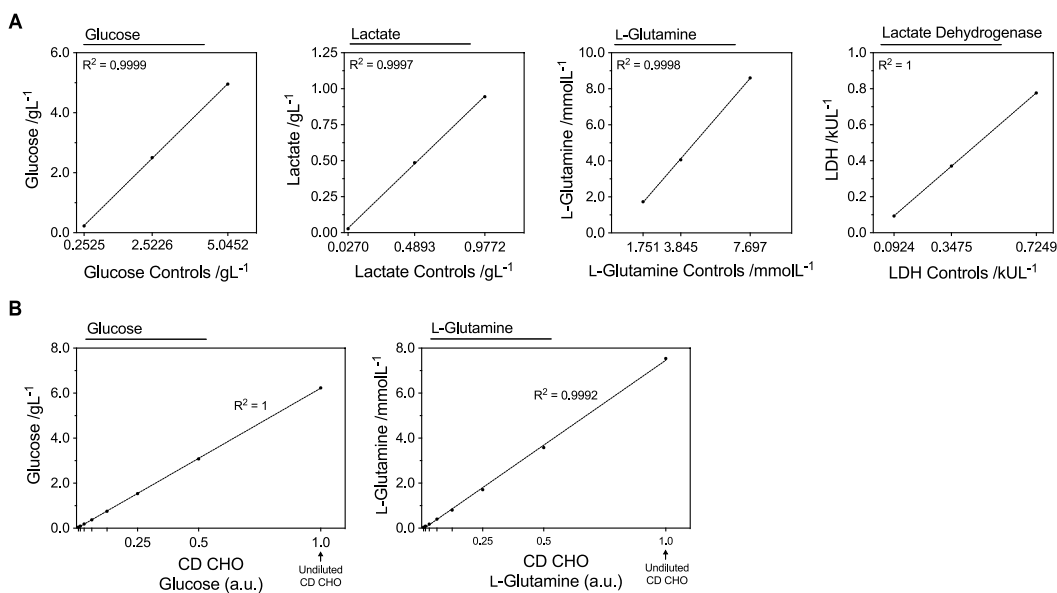 A
Glucose
R² = 0.9999
6.0
4.0
2.0
0.0
Glucose /gL⁻¹
0.2525 2.5226 5.0452
Glucose Controls /gL⁻¹
Lactate
R² = 0.9997
1.25
1.00
0.75
0.50
0.25
0.00
Lactate /gL⁻¹
0.0270 0.4893 0.9772
Lactate Controls /gL⁻¹
L-Glutamine
R² = 0.9998
10.0
8.0
6.0
4.0
2.0
0.0
L-Glutamine /mmolL⁻¹
1.751 3.845 7.697
L-Glutamine Controls /mmolL⁻¹
Lactate Dehydrogenase
R² = 1
1.0
0.8
0.6
0.4
0.2
0.0
LDH /kUL⁻¹
0.0924 0.3475 0.7249
LDH Controls /kUL⁻¹
B
Glucose
R² = 1
8.0
6.0
4.0
2.0
0.0
Glucose /gL⁻¹
0.25 0.5 1.0
CD CHO
Glucose (a.u.)
Undiluted
CD CHO
L-Glutamine
R² = 0.9992
8.0
6.0
4.0
2.0
0.0
L-Glutamine /mmolL⁻¹
0.25 0.5 1.0
CD CHO
L-Glutamine (a.u.)
Undiluted
CD CHO